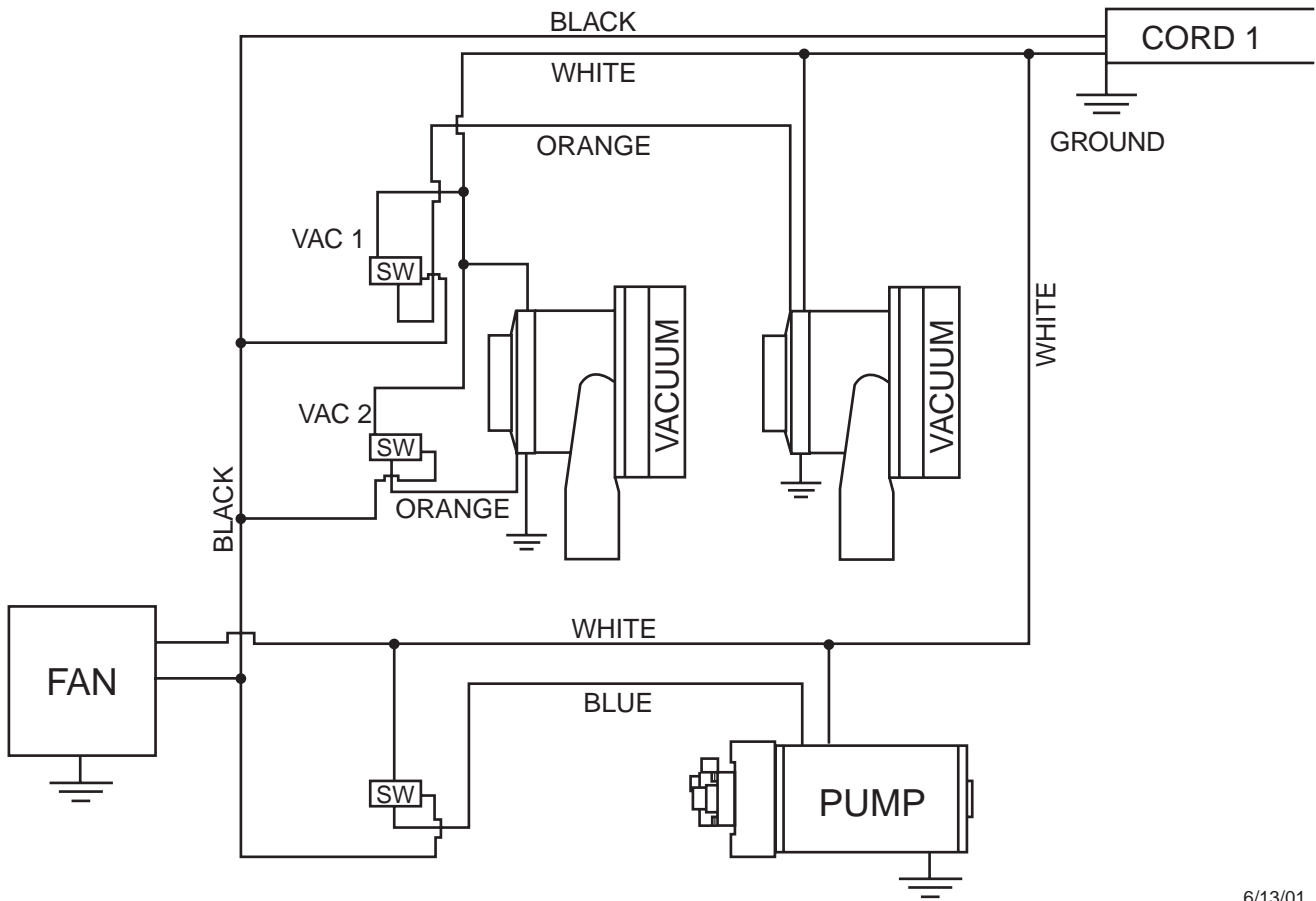 BLACK
CORD 1
WHITE
ORANGE
GROUND
VAC 1
SW
WHITE
VACUUM
VACUUM
VAC 2
SW
ORANGE
BLACK
WHITE
FAN
BLUE
SW
PUMP
6/13/01